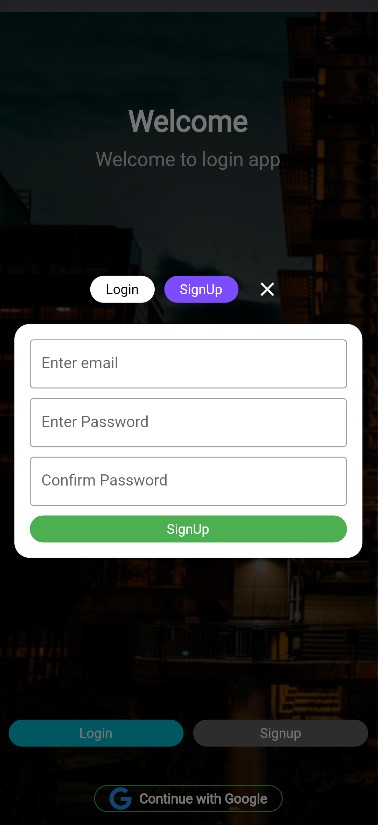 Welcome
Welcome to login app
Login SignUp
Enter email
Enter Password
Confirm Password
SignUp
Login Signup
Continue with Google